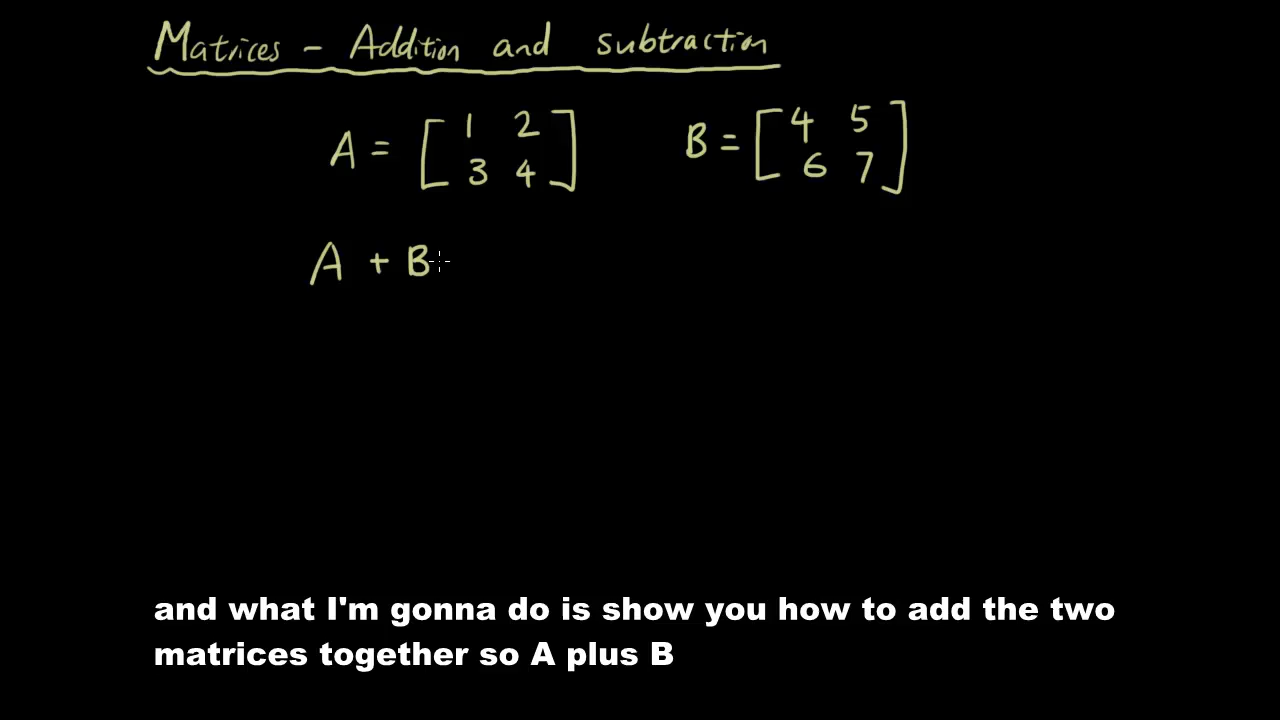 Matrices - Addition and subtraction
A = [ 1 2
3 4 ]
B = [ 4 5
6 7 ]
A + B
and what I'm gonna do is show you how to add the two
matrices together so A plus B